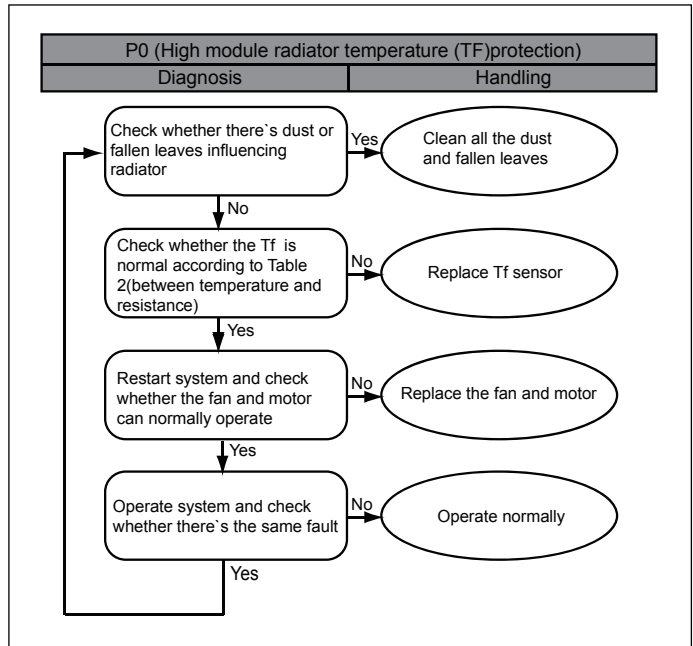 P0 (High module radiator temperature (TF)protection)
Diagnosis
Handling
Check whether there`s dust or
fallen leaves influencing
radiator
Yes
Clean all the dust
and fallen leaves
No
Check whether the Tf is
normal according to Table
2(between temperature and
resistance)
No
Replace Tf sensor
Yes
Restart system and check
whether the fan and motor
can normally operate
No
Replace the fan and motor
Yes
Operate system and check
whether there`s the same fault
No
Operate normally
Yes